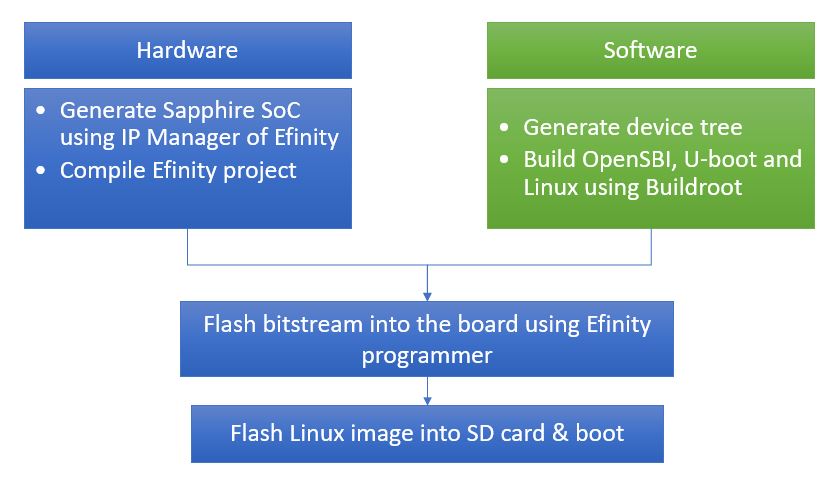 Hardware
• Generate Sapphire SoC
using IP Manager of Efinity
• Compile Efinity project
Software
• Generate device tree
• Build OpenSBI, U-boot and
Linux using Buildroot
Flash bitstream into the board using Efinity
programmer
Flash Linux image into SD card & boot